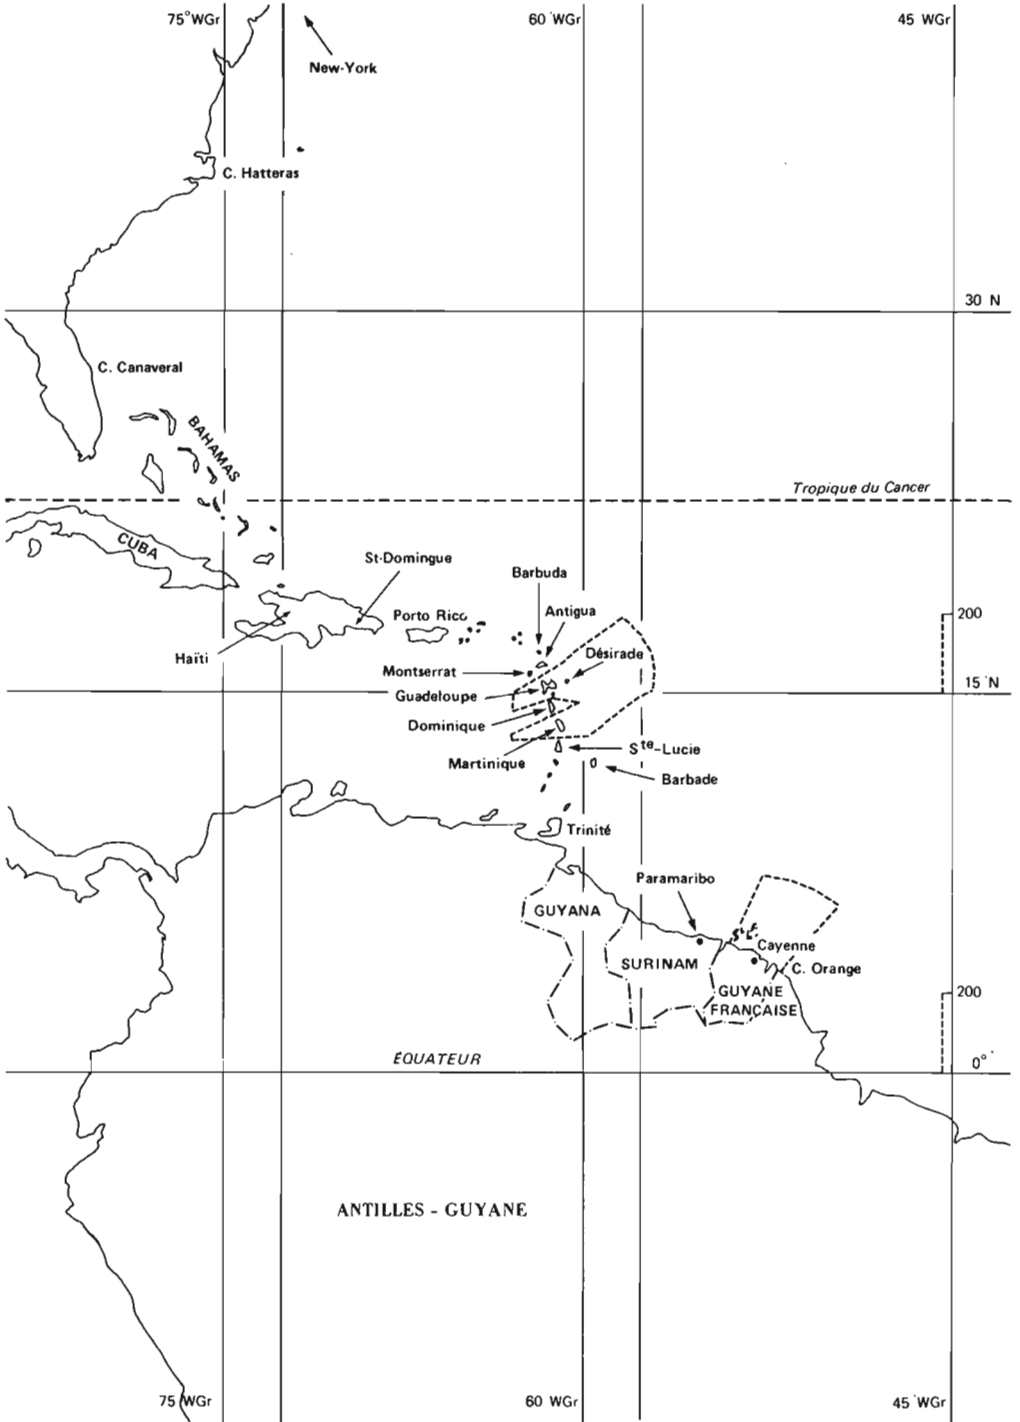 75°WGr
60°WGr
45 WGr
New-York
C. Hatteras
30 N
C. Canaveral
BAHAMAS
Tropique du Cancer
CUBA
St-Domingue
Barbuda
Porto Rico
Antigua
200
Haïti
Désirade
Montserrat
Guadeloupe
15°N
Dominique
Martinique
Ste-Lucie
Barbade
Trinité
Paramaribo
GUYANA
Cayenne
SURINAM
C. Orange
GUYANE
FRANÇAISE
200
ÉQUATEUR
0°
ANTILLES - GUYANE
75 WGr
60 WGr
45°WGr